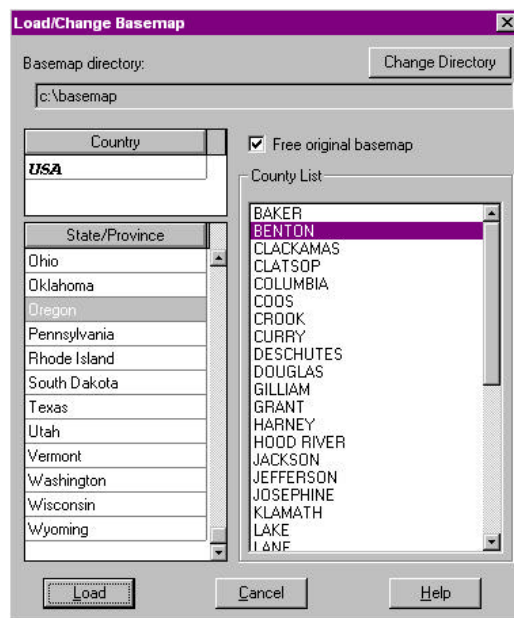 Load/Change Basemap
Basemap directory:
Change Directory
c:\basemap
Country
USA
Free original basemap
County List
State/Province
Ohio
Oklahoma
Oregon
Pennsylvania
Rhode Island
South Dakota
Texas
Utah
Vermont
Washington
Wisconsin
Wyoming
BAKER
BENTON
CLACKAMAS
CLATSOP
COLUMBIA
COOS
CROOK
CURRY
DESCHUTES
DOUGLAS
GILLIAM
GRANT
HARNEY
HOOD RIVER
JACKSON
JEFFERSON
JOSEPHINE
KLAMATH
LAKE
LANE
Load
Cancel
Help